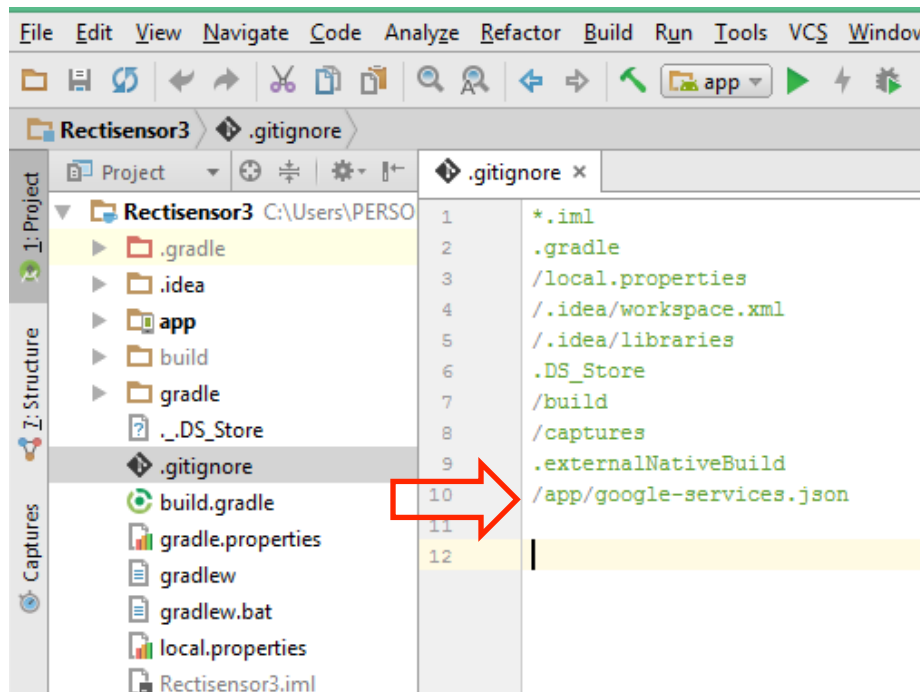 File Edit View Navigate Code Analyze Refactor Build Run Tools VCS Window
app
Rectisensor3 .gitignore
1: Project
7: Structure
Captures
Project
Rectisensor3 C:\Users\PERSO
.gradle
.idea
app
build
gradle
._.DS_Store
.gitignore
build.gradle
gradle.properties
gradlew
gradlew.bat
local.properties
Rectisensor3.iml
.gitignore
1 *.iml
2 .gradle
3 /local.properties
4 /.idea/workspace.xml
5 /.idea/libraries
6 .DS_Store
7 /build
8 /captures
9 .externalNativeBuild
10 /app/google-services.json
11
12